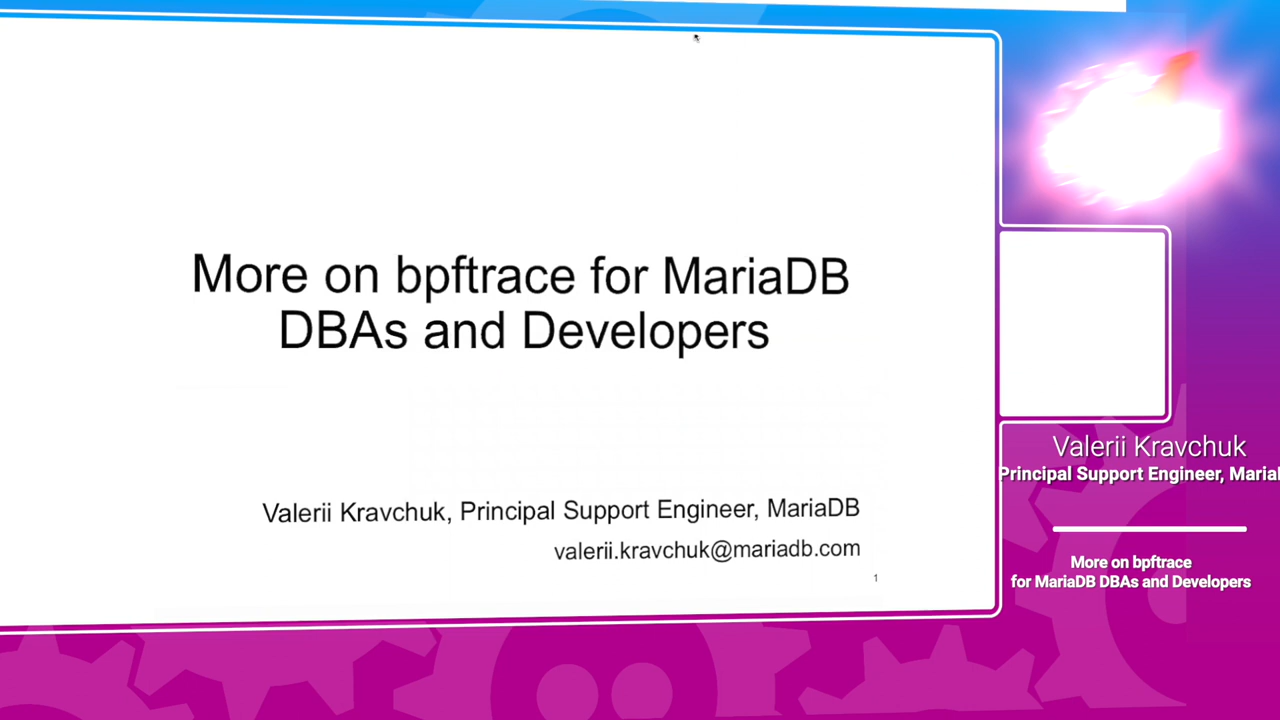 More on bpftrace for MariaDB
DBAs and Developers
Valerii Kravchuk, Principal Support Engineer, MariaDB
valerii.kravchuk@mariadb.com
1
Valerii Kravchuk
Principal Support Engineer,
More on bpftrace
for MariaDB DBAs and Developers